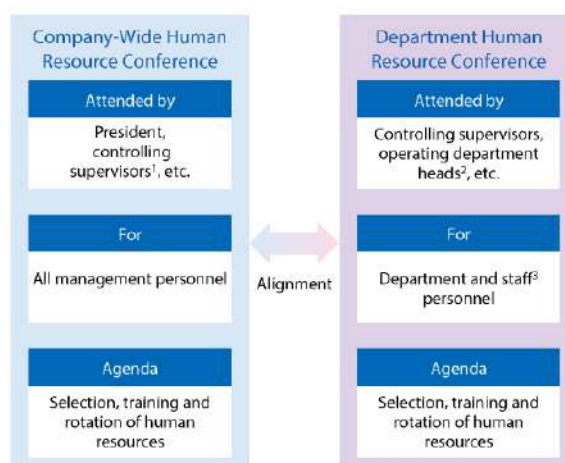 Company-Wide Human
Resource Conference
Attended by
President,
controlling
supervisors¹, etc.
For
All management personnel
Agenda
Selection, training and
rotation of human
resources
Alignment
Department Human
Resource Conference
Attended by
Controlling supervisors,
operating department
heads², etc.
For
Department and staff³
personnel
Agenda
Selection, training and
rotation of human
resources